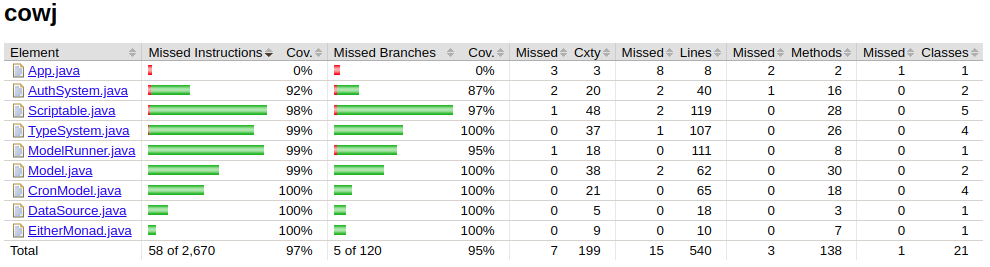 cowj
Element Missed Instructions Cov. Missed Branches Cov. Missed Cxty Missed Lines Missed Methods Missed Classes
App.java 0% 0% 3 3 8 8 2 2 1 1
AuthSystem.java 92% 87% 2 20 2 40 1 16 0 2
Scriptable.java 98% 97% 1 48 2 119 0 28 0 5
TypeSystem.java 99% 100% 0 37 1 107 0 26 0 4
ModelRunner.java 99% 95% 1 18 0 111 0 8 0 1
Model.java 99% 100% 0 38 2 62 0 30 0 2
CronModel.java 100% 100% 0 21 0 65 0 18 0 4
DataSource.java 100% 100% 0 5 0 18 0 3 0 1
EitherMonad.java 100% 100% 0 9 0 10 0 7 0 1
Total 58 of 2,670 97% 5 of 120 95% 7 199 15 540 3 138 1 21